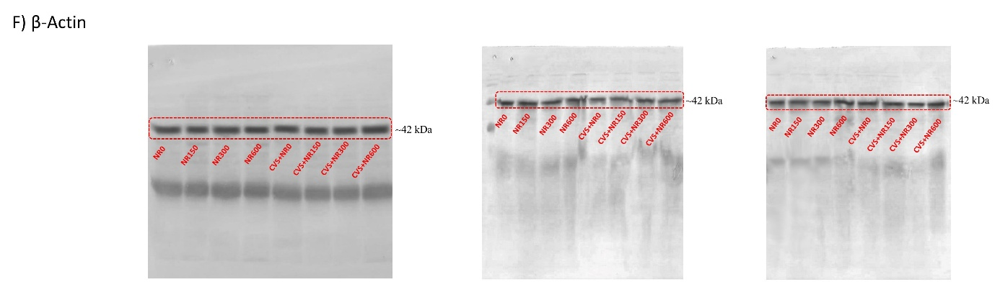 F) β-Actin
~42 kDa
NR0
NR150
NR300
NR600
CVS+NR0
CVS+NR150
CVS+NR300
CVS+NR600
~42 kDa
NR0
NR150
NR300
NR600
CVS+NR0
CVS+NR150
CVS+NR300
CVS+NR600
~42 kDa
NR0
NR150
NR300
NR600
CVS+NR0
CVS+NR150
CVS+NR300
CVS+NR600